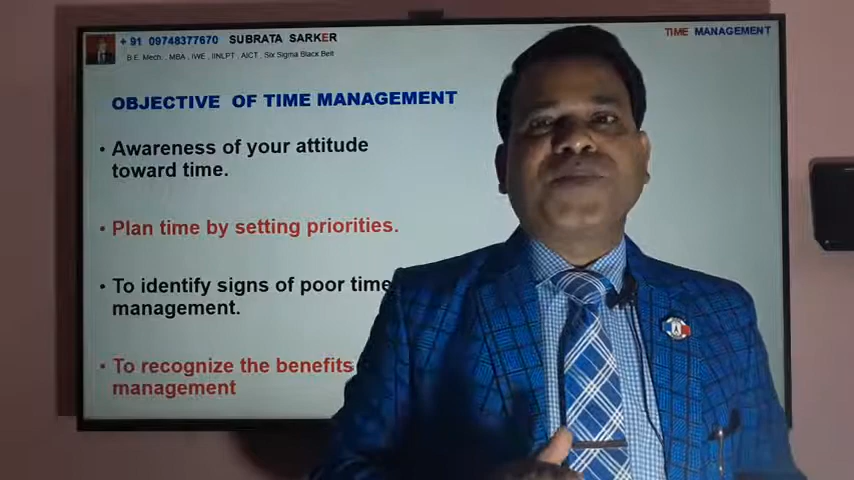 + 91 09748377670 SUBRATA SARKER
B.E. Mech., MBA, IWE, IINLPT, AICT, Six Sigma Black Belt
TIME MANAGEMENT
OBJECTIVE OF TIME MANAGEMENT
• Awareness of your attitude
toward time.
• Plan time by setting priorities.
• To identify signs of poor time
management.
• To recognize the benefits
management